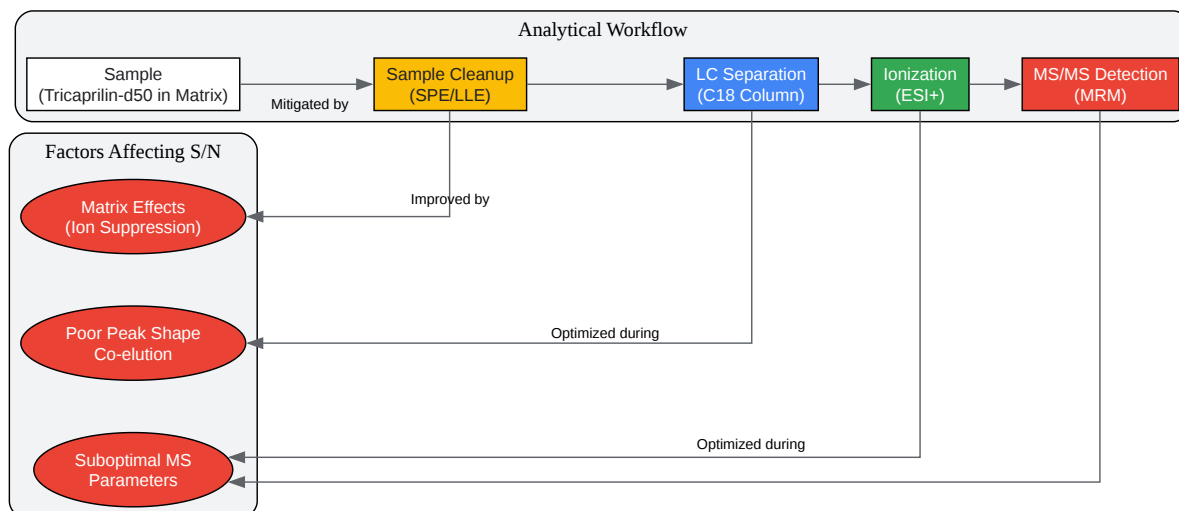 Analytical Workflow
Sample
(Tricaprilin-d50 in Matrix)
Mitigated by
Sample Cleanup
(SPE/LLE)
LC Separation
(C18 Column)
Ionization
(ESI+)
MS/MS Detection
(MRM)
Factors Affecting S/N
Matrix Effects
(Ion Suppression)
Improved by
Poor Peak Shape
Co-elution
Optimized during
Suboptimal MS
Parameters
Optimized during